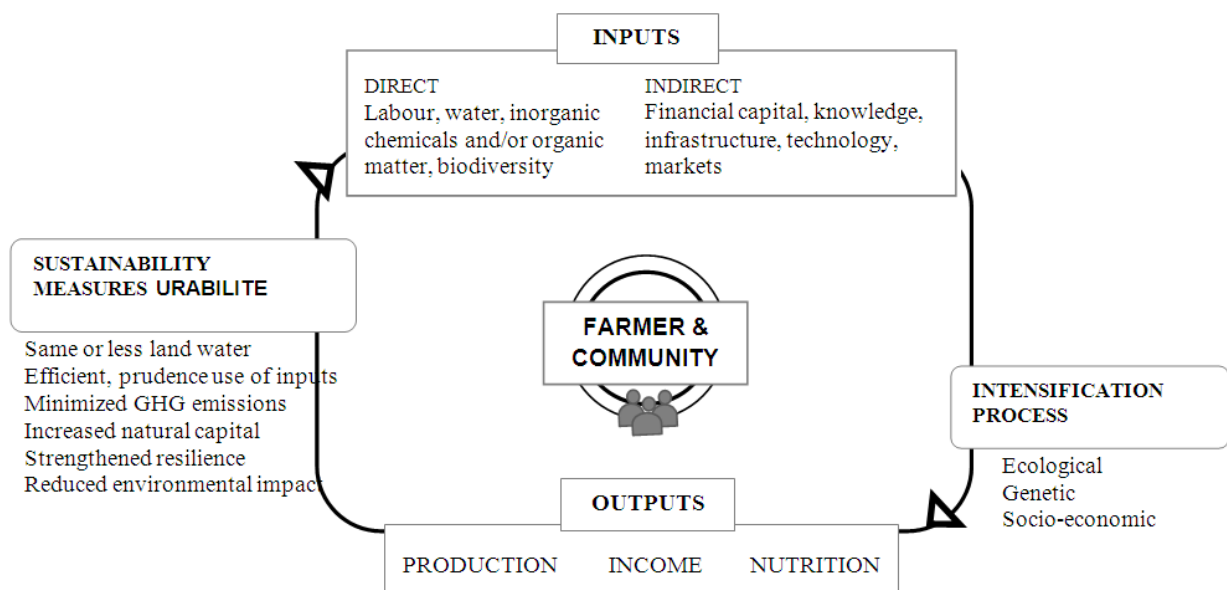 INPUTS
DIRECT
Labour, water, inorganic
chemicals and/or organic
matter, biodiversity
INDIRECT
Financial capital, knowledge,
infrastructure, technology,
markets
SUSTAINABILITY
MEASURES URABILITE
Same or less land water
Efficient, prudence use of inputs
Minimized GHG emissions
Increased natural capital
Strengthened resilience
Reduced environmental impact
FARMER &
COMMUNITY
INTENSIFICATION
PROCESS
Ecological
Genetic
Socio-economic
OUTPUTS
PRODUCTION INCOME NUTRITION